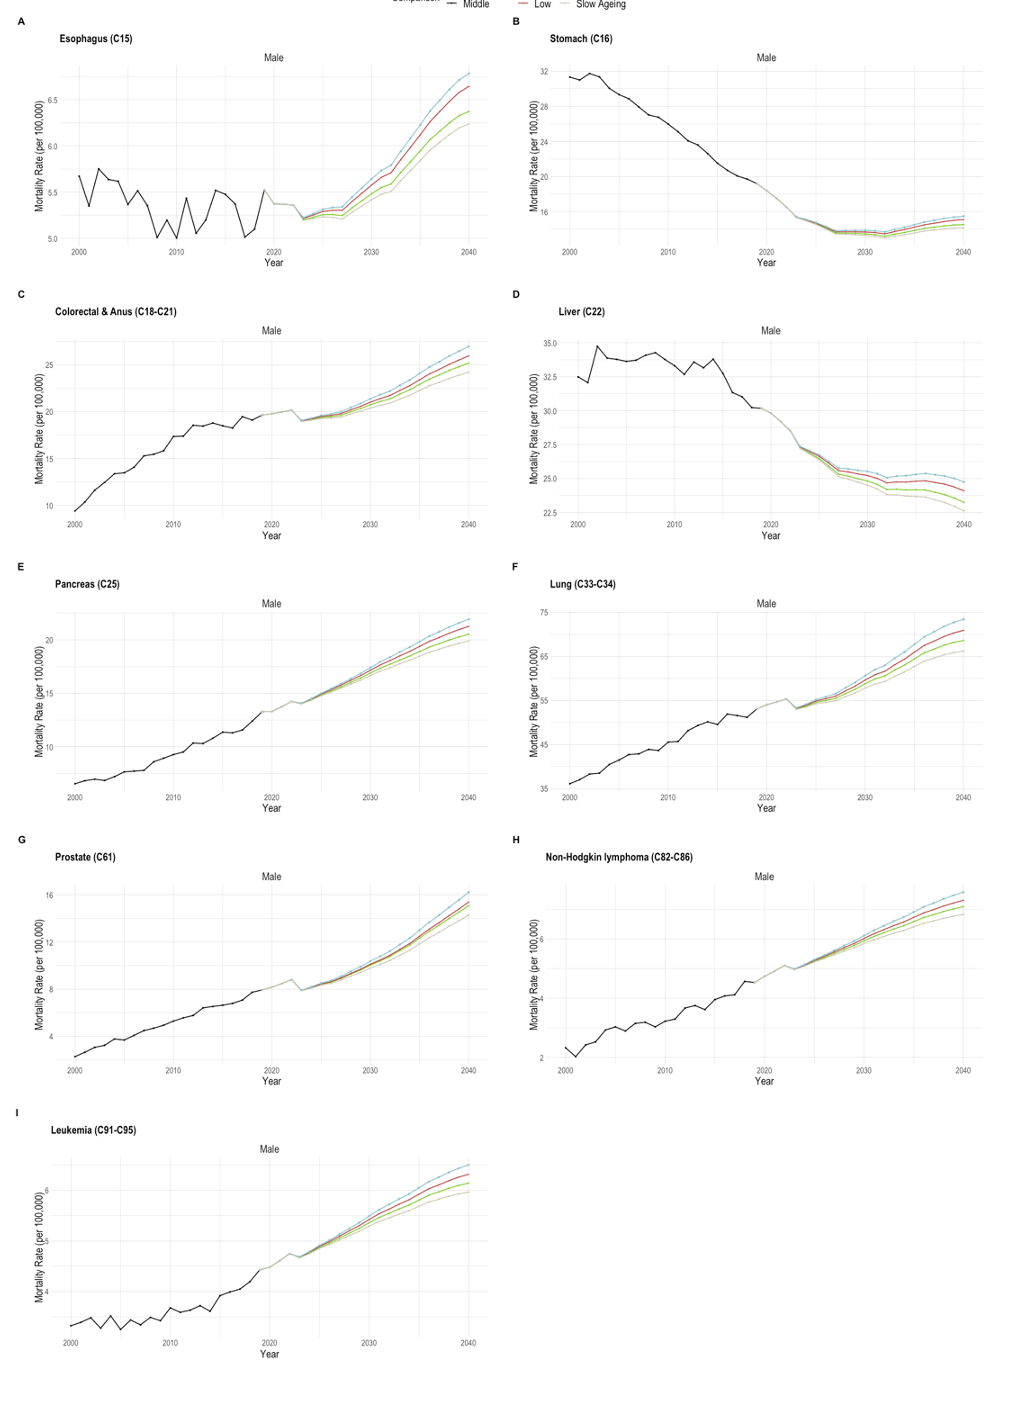 Middle Low Slow Ageing
A
Esophagus (C15)
Male
Mortality Rate (per 100,000)
6.5
6.0
5.5
5.0
2000 2010 2020 2030 2040
Year
B
Stomach (C16)
Male
Mortality Rate (per 100,000)
32
28
24
20
16
2000 2010 2020 2030 2040
Year
C
Colorectal & Anus (C18-C21)
Male
Mortality Rate (per 100,000)
25
20
15
10
2000 2010 2020 2030 2040
Year
D
Liver (C22)
Male
Mortality Rate (per 100,000)
35.0
32.5
30.0
27.5
25.0
22.5
2000 2010 2020 2030 2040
Year
E
Pancreas (C25)
Male
Mortality Rate (per 100,000)
20
15
10
2000 2010 2020 2030 2040
Year
F
Lung (C33-C34)
Male
Mortality Rate (per 100,000)
75
65
55
45
35
2000 2010 2020 2030 2040
Year
G
Prostate (C61)
Male
Mortality Rate (per 100,000)
16
12
8
4
2000 2010 2020 2030 2040
Year
H
Non-Hodgkin lymphoma (C82-C86)
Male
Mortality Rate (per 100,000)
6
4
2
2000 2010 2020 2030 2040
Year
I
Leukemia (C91-C95)
Male
Mortality Rate (per 100,000)
6
5
4
2000 2010 2020 2030 2040
Year